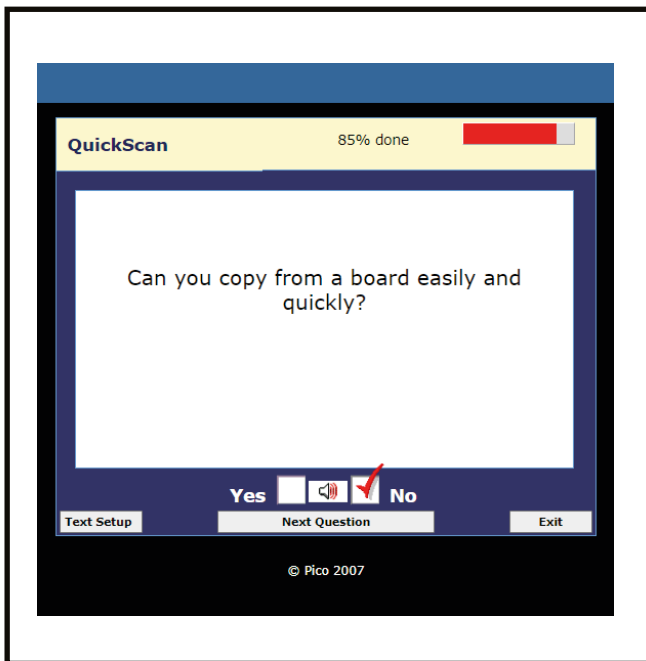 QuickScan
85% done
Can you copy from a board easily and
quickly?
Yes No
Text Setup Next Question Exit
© Pico 2007